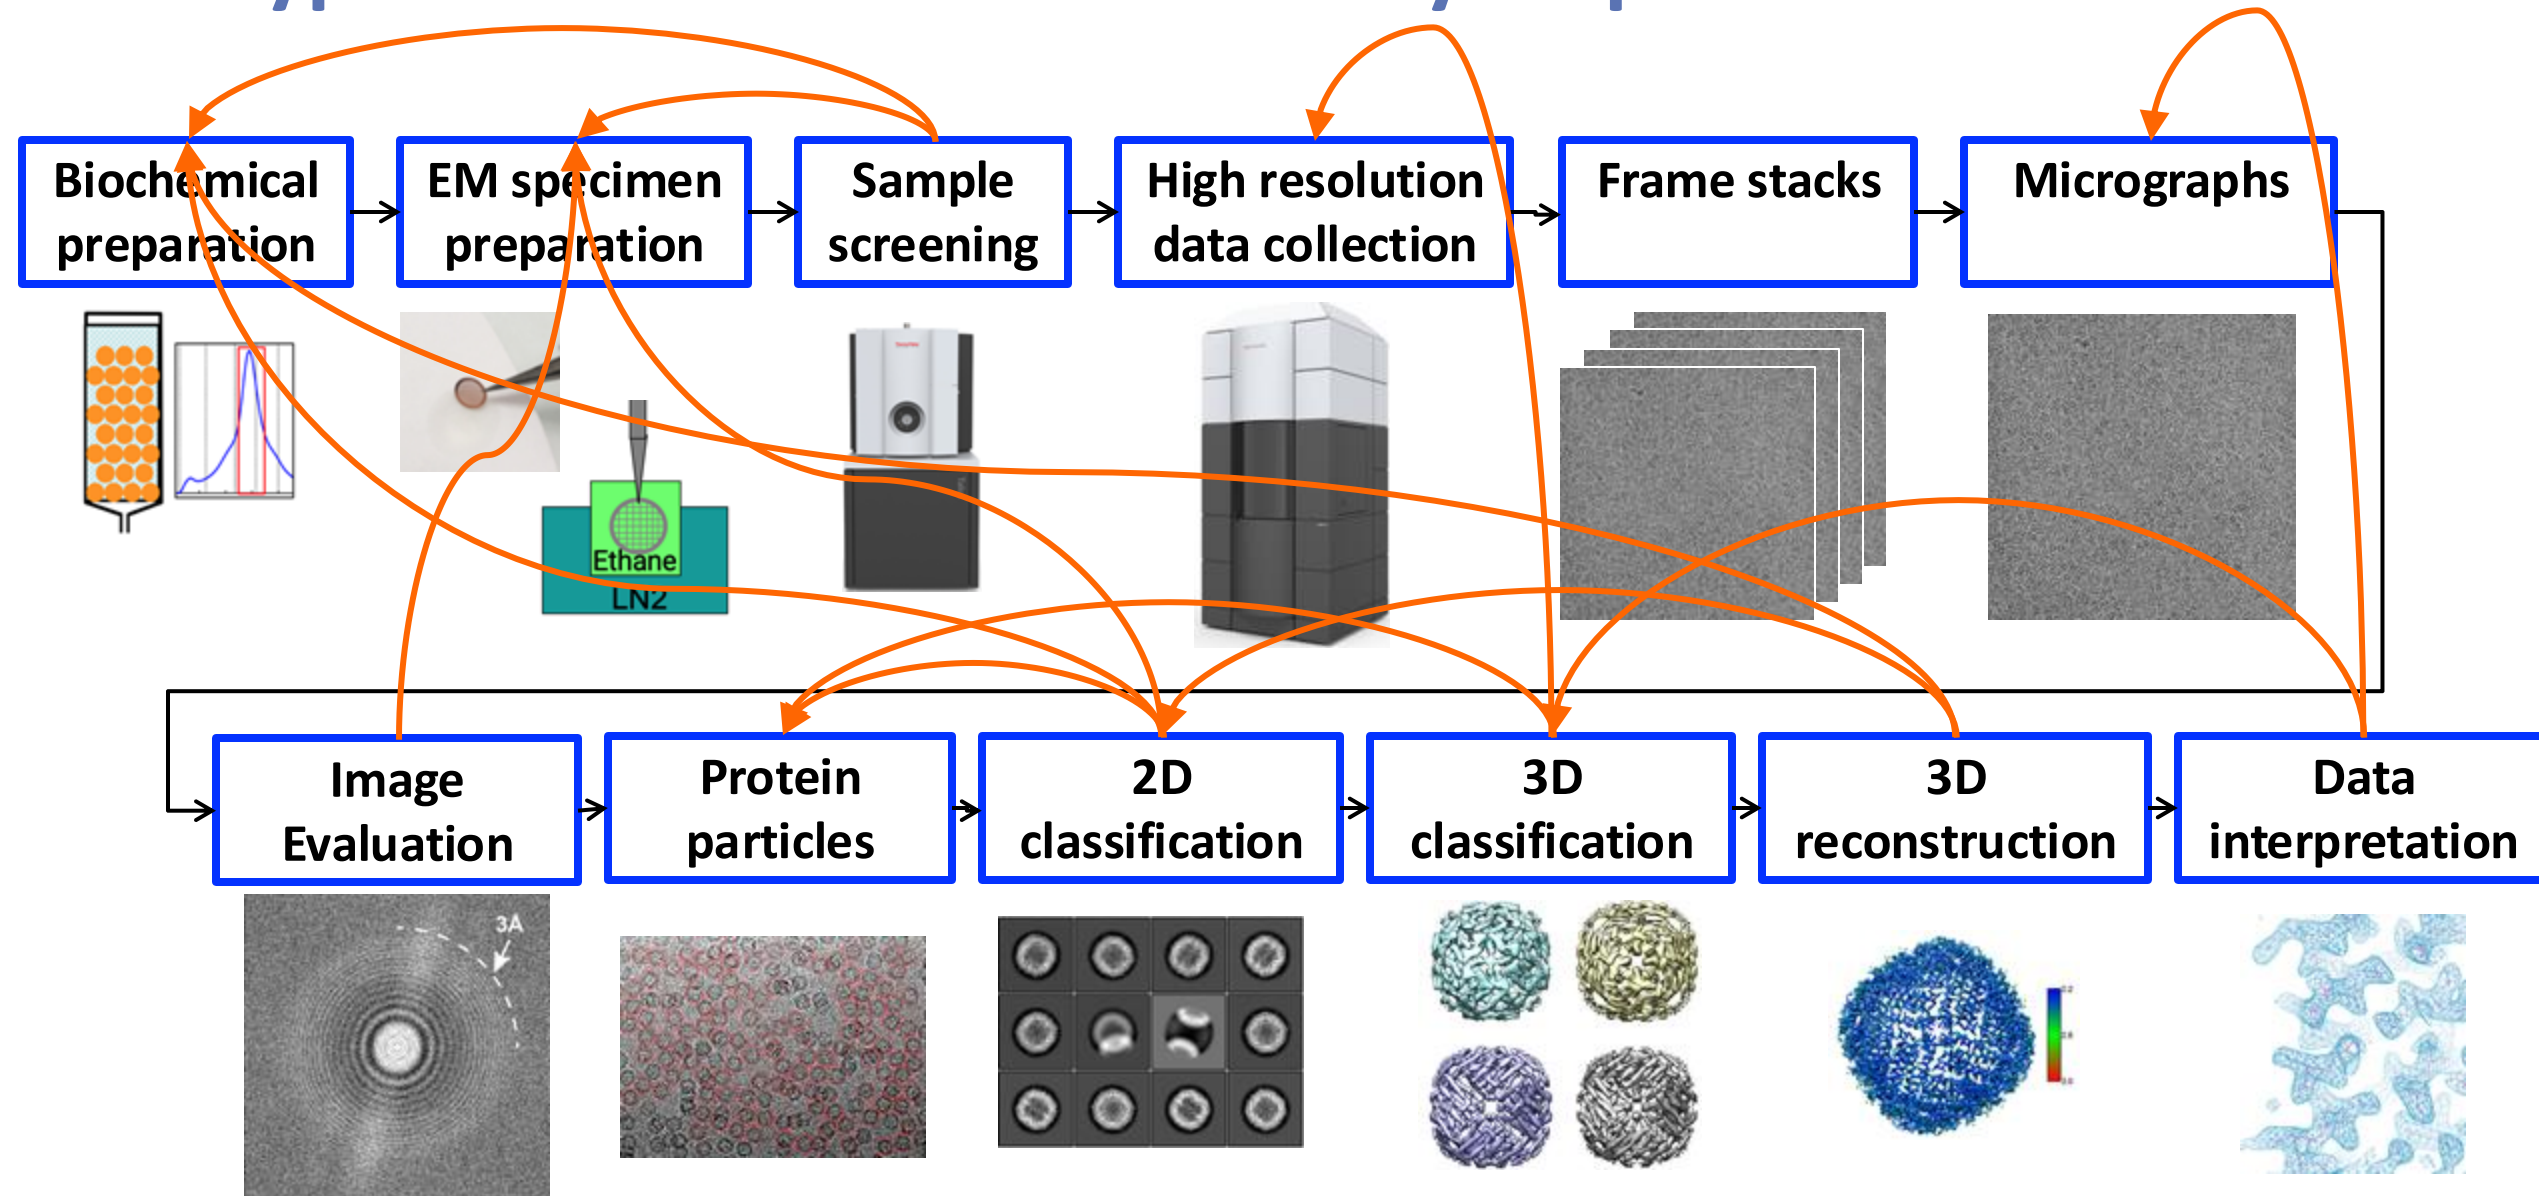 Biochemical
preparation
EM specimen
preparation
Sample
screening
High resolution
data collection
Frame stacks
Micrographs
Ethane
LN2
Image
Evaluation
Protein
particles
2D
classification
3D
classification
3D
reconstruction
Data
interpretation
3A